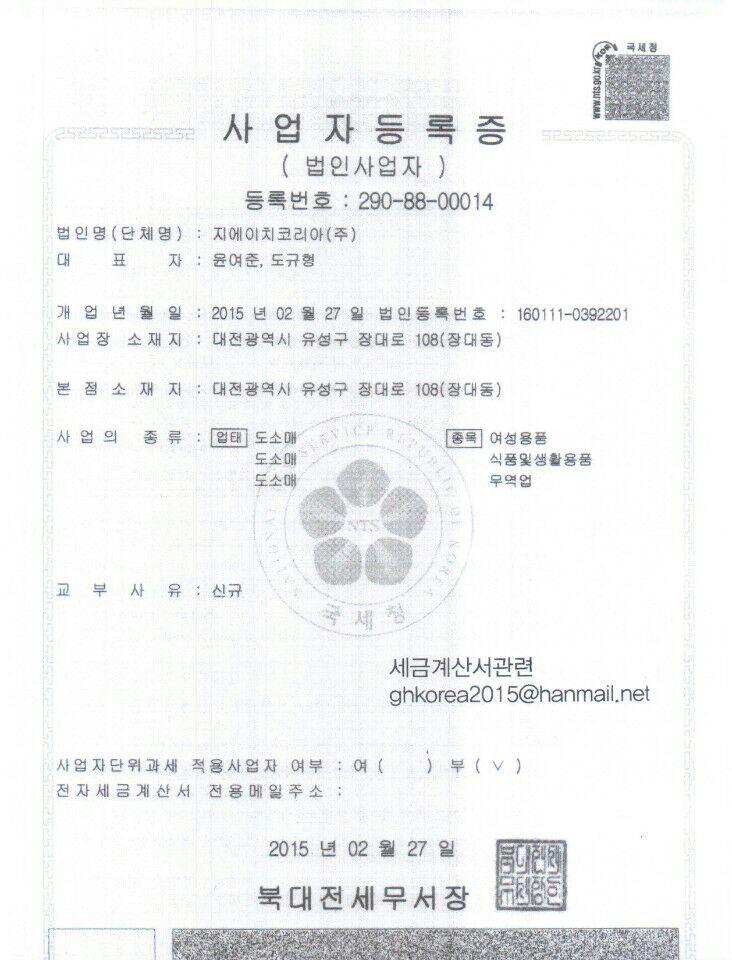 국세청
www.nts.go.kr
사업자등록증
( 법인사업자 )
등록번호 : 290-88-00014
법인명(단체명) : 지에이치코리아(주)
대 표 자 : 윤여준, 도규형
개 업 년 월 일 : 2015 년 02 월 27 일 법인등록번호 : 160111-0392201
사업장 소재지 : 대전광역시 유성구 장대로 108(장대동)
본 점 소 재 지 : 대전광역시 유성구 장대로 108(장대동)
사 업 의 종 류 : 업태 도소매 종목 여성용품
도소매 식품및생활용품
도소매 무역업
NATIONAL TAX SERVICE REPUBLIC OF KOREA
NTS
국세청
교 부 사 유 : 신규
세금계산서관련
ghkorea2015@hanmail.net
사업자단위과세 적용사업자 여부 : 여 ( ) 부 ( ∨ )
전자세금계산서 전용메일주소 :
2015 년 02 월 27 일
북대전세무서장